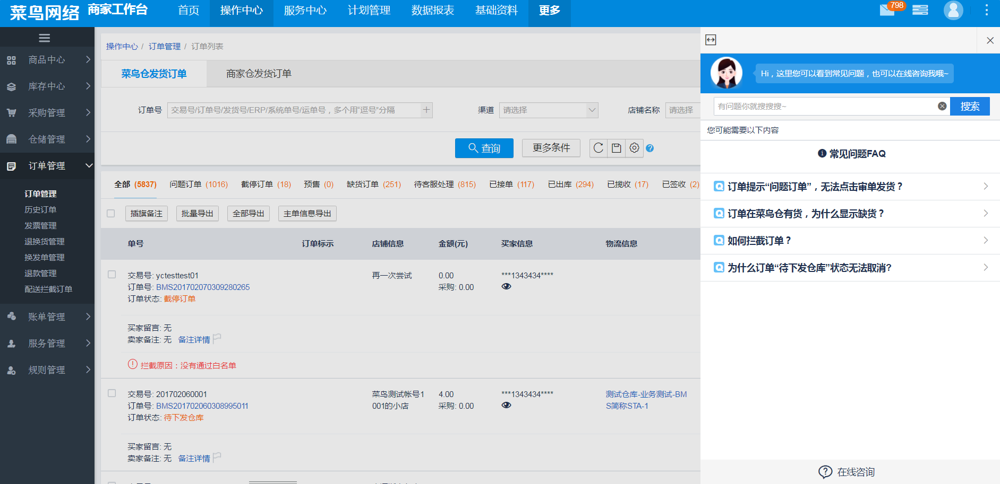 菜鸟网络 商家工作台 首页 操作中心 服务中心 计划管理 数据报表 基础资料 更多 798
商品中心
库存中心
采购管理
仓储管理
订单管理
订单管理
历史订单
发票管理
退换货管理
换发单管理
退款管理
配送拦截订单
账单管理
服务管理
规则管理
操作中心 / 订单管理 / 订单列表
菜鸟仓发货订单 商家仓发货订单
订单号 交易号/订单号/发货号/ERP/系统单号/运单号，多个用“逗号”分隔 渠道 请选择 店铺名称 请选择
查询 更多条件
全部 (5837) 问题订单 (1016) 截停订单 (18) 预售 (0) 缺货订单 (251) 待客服处理 (815) 已接单 (117) 已出库 (294) 已揽收 (17) 已签收 (2)
插旗备注 批量导出 全部导出 主单信息导出
单号 订单标示 店铺信息 金额(元) 买家信息 物流信息
交易号: yctesttest01 再一次尝试 0.00 ***1343434****
订单号: BMS201702070309280265 采购: 0.00
订单状态: 截停订单
买家留言: 无
卖家备注: 无 备注详情
拦截原因：没有通过白名单
交易号: 201702060001 菜鸟测试帐号1 4.00 ***1343434**** 测试仓库-业务测试-BM
订单号: BMS201702060308995011 001的小店 采购: 0.00 S简称STA-1
订单状态: 待下发仓库
买家留言: 无
卖家备注: 无 备注详情
Hi，这里您可以看到常见问题，也可以在线咨询我哦~
有问题你就搜搜搜~ 搜索
您可能需要以下内容
常见问题FAQ
订单提示“问题订单”，无法点击审单发货？
订单在菜鸟仓有货，为什么显示缺货？
如何拦截订单？
为什么订单“待下发仓库”状态无法取消?
在线咨询